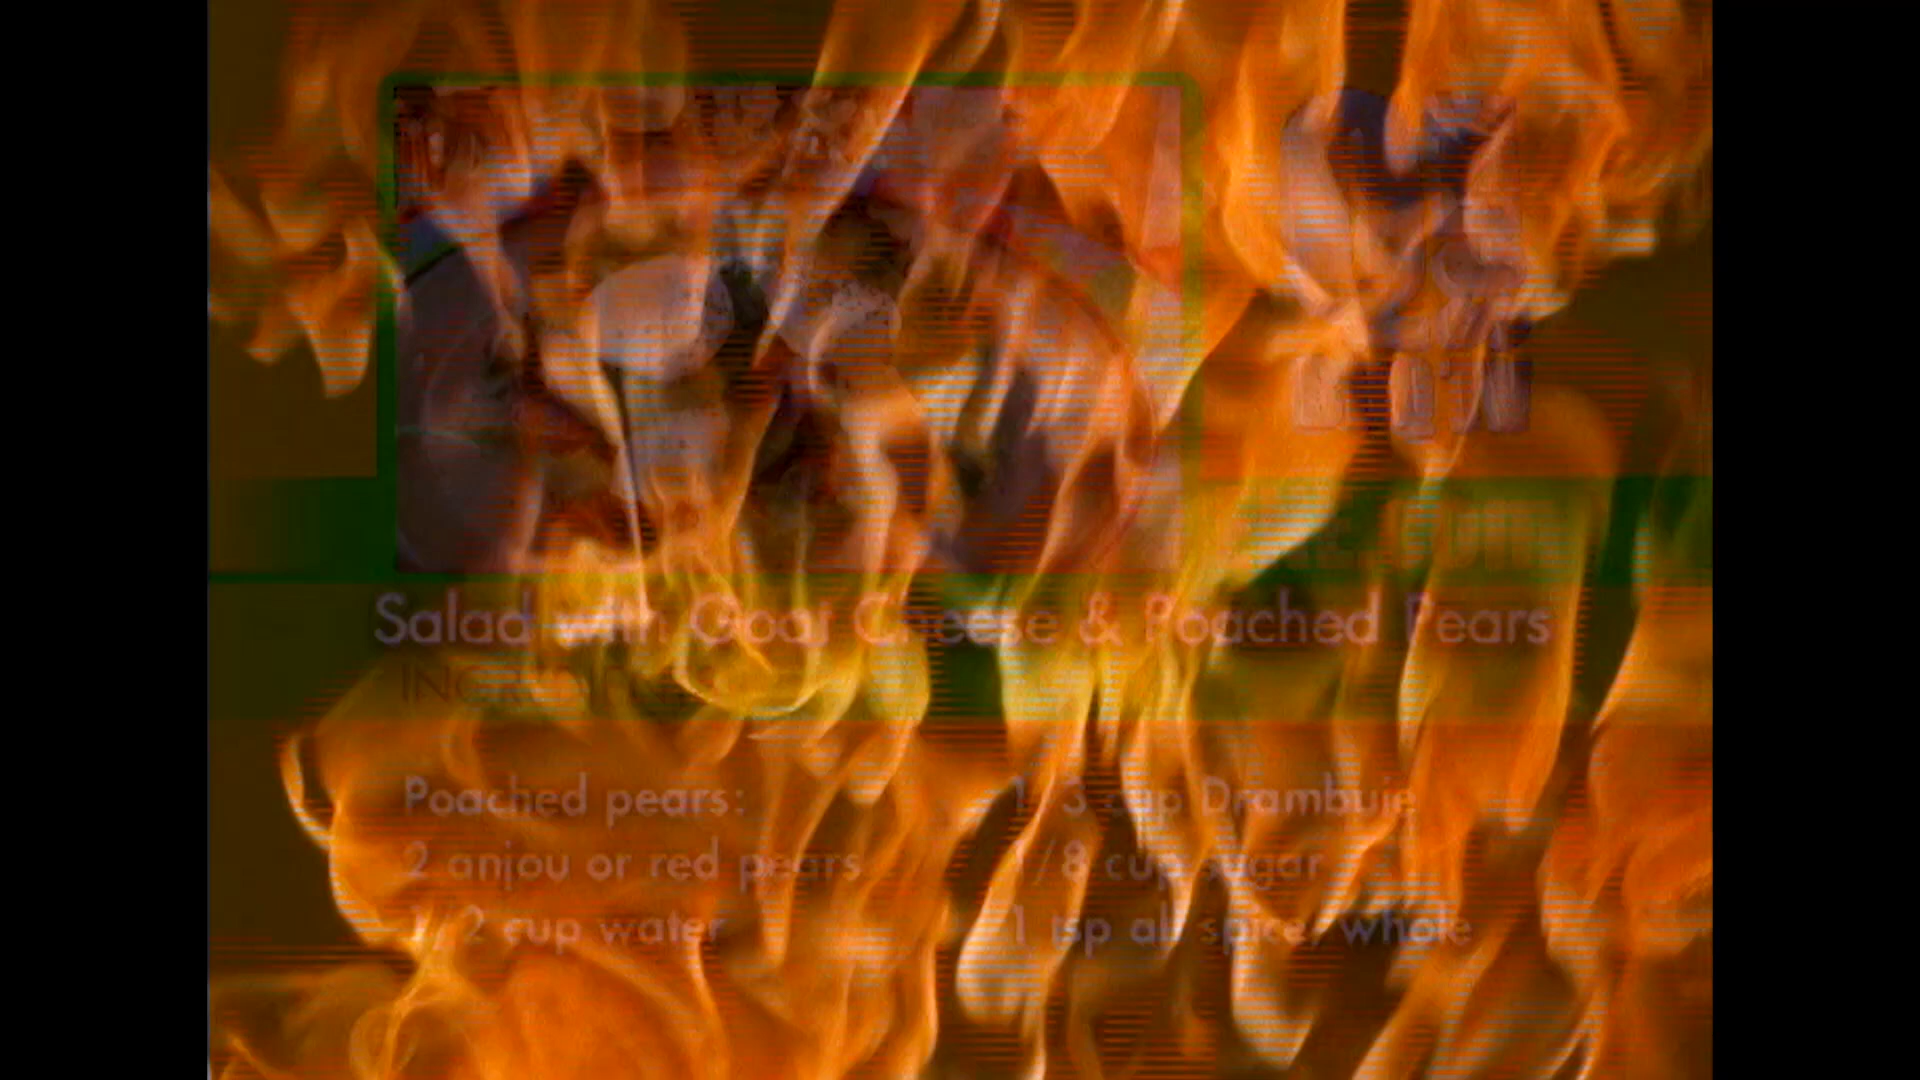 Salad with Goat Cheese & Poached Pears
Poached pears:
2 anjou or red pears
1/2 cup water
1/3 cup Drambuie
1/8 cup sugar
1 tsp all spice, whole